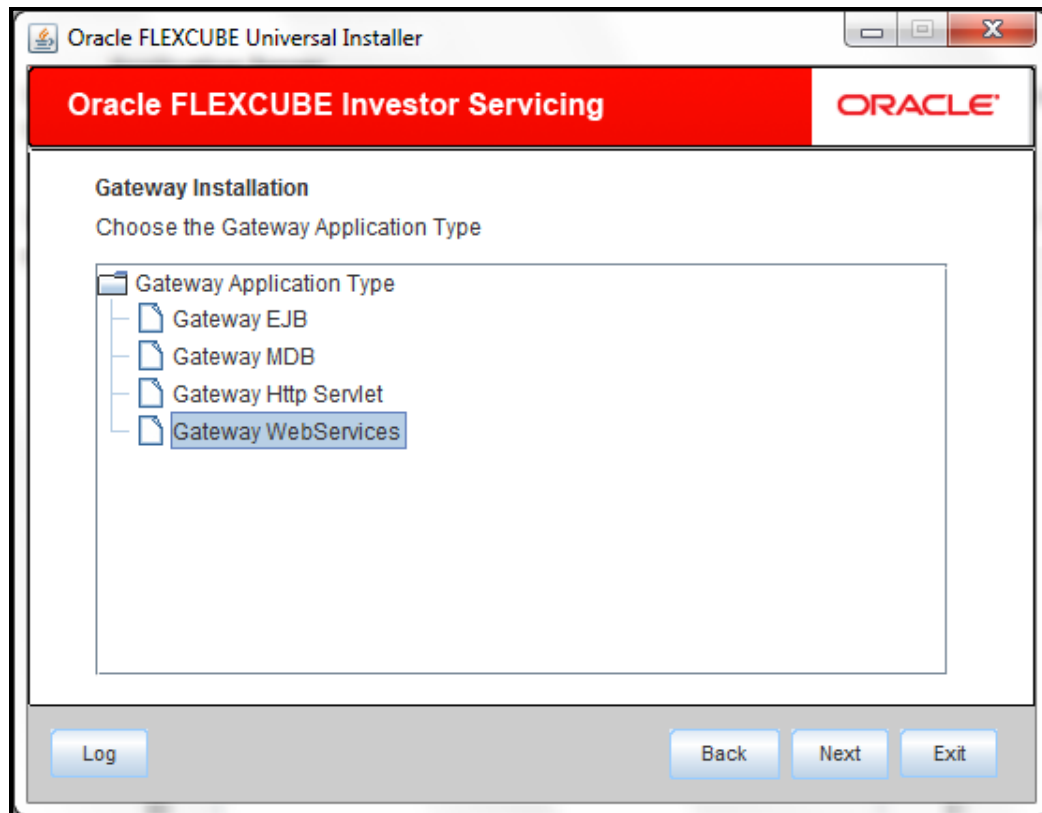 Oracle FLEXCUBE Universal Installer
Oracle FLEXCUBE Investor Servicing
ORACLE
Gateway Installation
Choose the Gateway Application Type
Gateway Application Type
Gateway EJB
Gateway MDB
Gateway Http Servlet
Gateway WebServices
Log
Back
Next
Exit